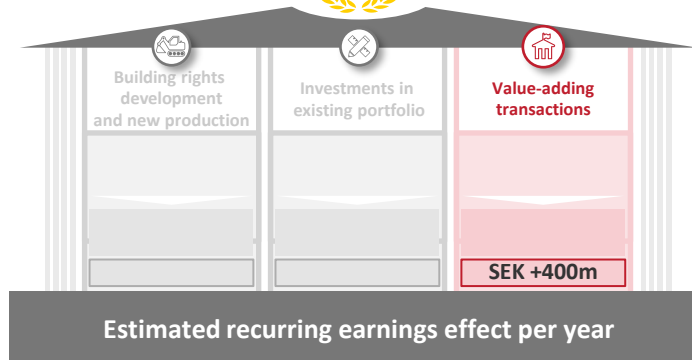 Building rights
development
and new production
Investments in
existing portfolio
Value-adding
transactions
SEK +400m
Estimated recurring earnings effect per year